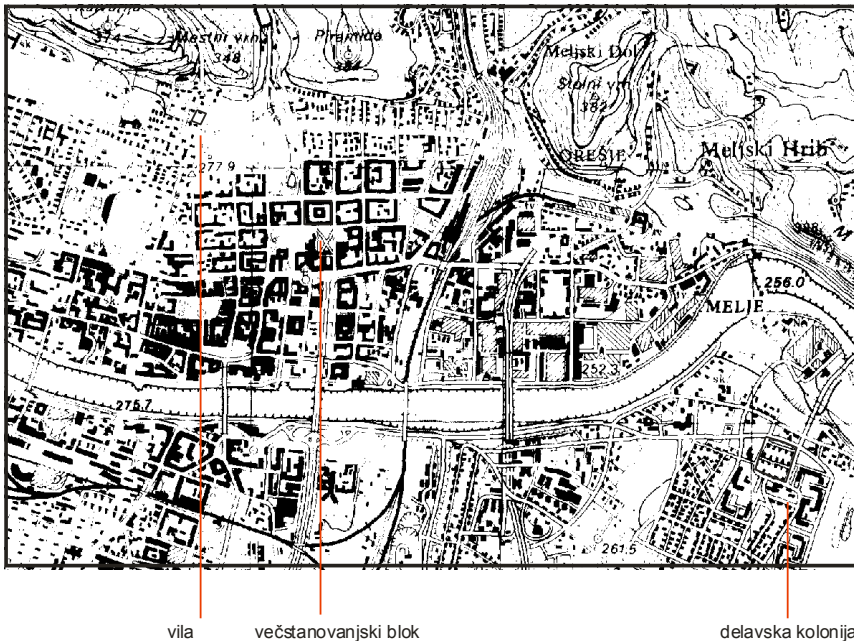 374
Mestni vrh
348
Piramida
384
Meljski Dol
Stolni vrh
382
277.9
OREŠJE
Meljski Hrib
256.0
MELJE
252.3
275.7
261.5
vila
večstanovanjski blok
delavska kolonija